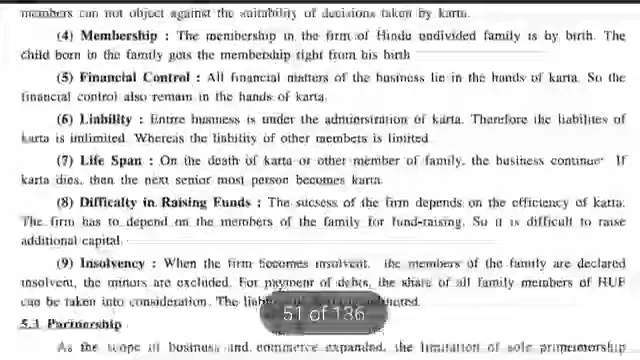 members can not object against the suitability of decisions taken by karta.
(4) Membership : The membership in the firm of Hindu undivided family is by birth. The
child born in the family gets the membership right from his birth
(5) Financial Control : All financial matters of the business lie in the hands of karta. So the
financial control also remain in the hands of karta.
(6) Liability : Entire business is under the administration of karta. Therefore the liabilites of
karta is imlimited. Whereas the liability of other members is limited
(7) Life Span : On the death of karta or other member of family, the business continue. If
karta dies, then the next senior most person becomes karta.
(8) Difficalty in Raising Funds : The sucsess of the firm depends on the efficiency of karta.
The firm has to depend on the members of the family for fund-raising. So it is difficult to raise
additional capital.
(9) Insolvency : When the firm becomes insolvent, the members of the family are declared
insolvent, the minors are excluded. For payment of debts, the share of all family members of HUF
can be taken into consideration. The
51 of 136
5.3 Partnership
As the scope of business and commerce expanded, the limitation of sole